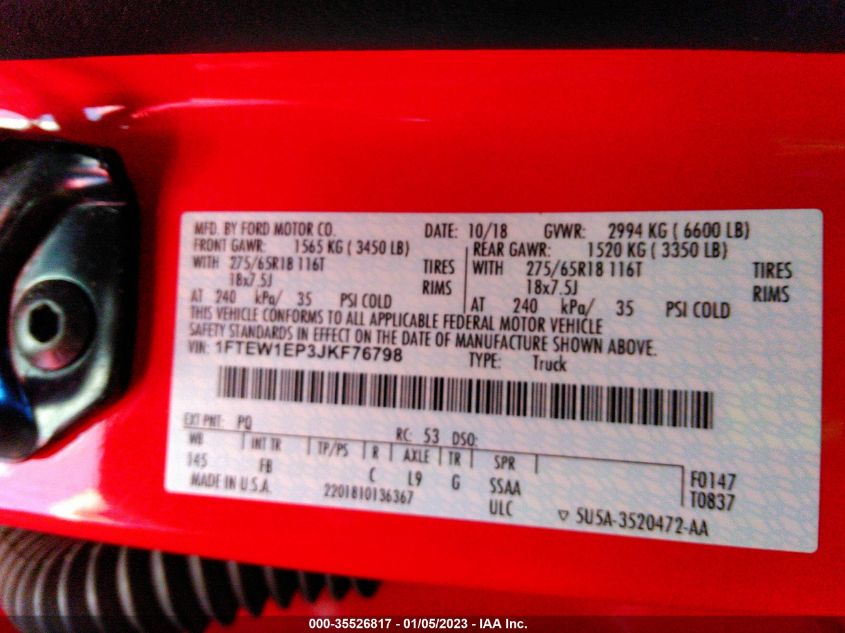 MFD. BY FORD MOTOR CO. DATE: 10/18 GVWR: 2994 KG ( 6600 LB)
FRONT GAWR: 1565 KG ( 3450 LB) REAR GAWR: 1520 KG ( 3350 LB)
WITH 275/65R18 116T TIRES WITH 275/65R18 116T TIRES
18x7.5J RIMS 18x7.5J RIMS
AT 240 kPa/ 35 PSI COLD AT 240 kPa/ 35 PSI COLD
THIS VEHICLE CONFORMS TO ALL APPLICABLE FEDERAL MOTOR VEHICLE
SAFETY STANDARDS IN EFFECT ON THE DATE OF MANUFACTURE SHOWN ABOVE.
VIN: 1FTEW1EP3JKF76798 TYPE: Truck
EXT PNT: PQ RC: 53 DSO:
WB INT TR TP/PS R AXLE TR SPR
145 FB C L9 G SSAA F0147
MADE IN U.S.A. 2201810136367 ULC T0837
▽ 5U5A-3520472-AA
000-35526817 - 01/05/2023 - IAA Inc.